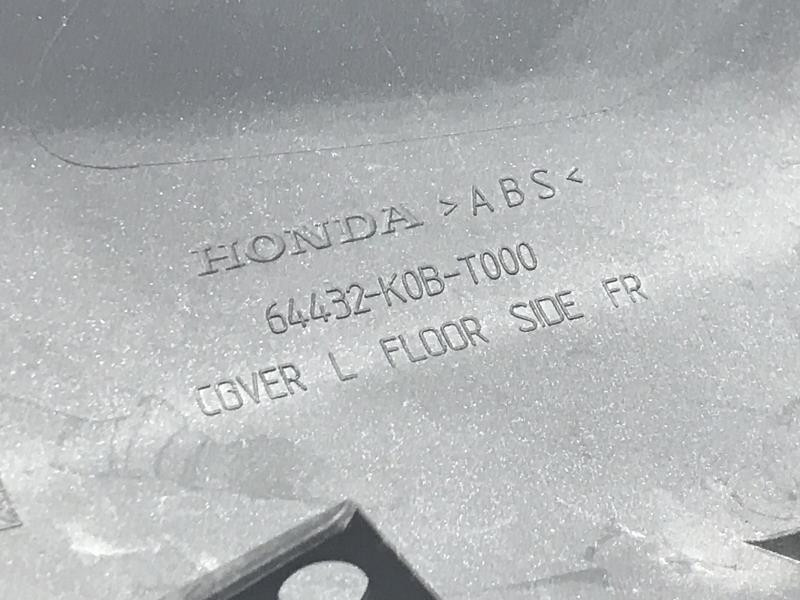 HONDA >ABS<
64432-K0B-T000
COVER L FLOOR SIDE FR